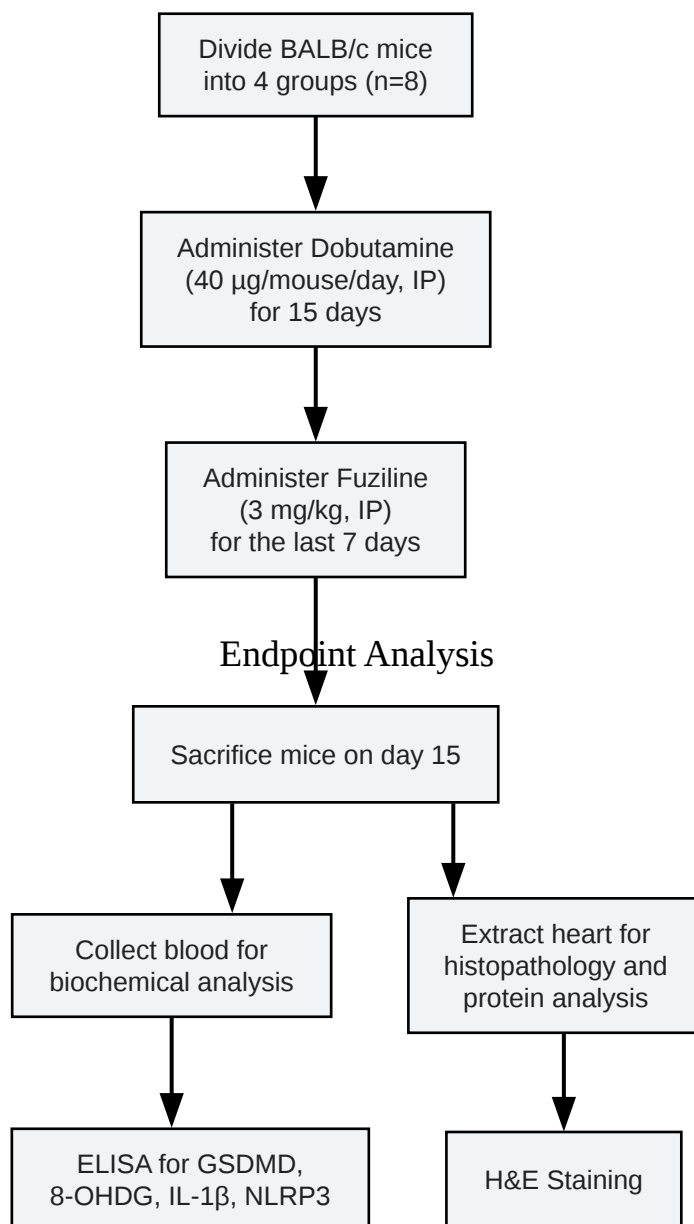 Divide BALB/c mice
into 4 groups (n=8)
Administer Dobutamine
(40 µg/mouse/day, IP)
for 15 days
Administer Fuziline
(3 mg/kg, IP)
for the last 7 days
Endpoint Analysis
Sacrifice mice on day 15
Collect blood for
biochemical analysis
Extract heart for
histopathology and
protein analysis
ELISA for GSDMD,
8-OHDG, IL-1β, NLRP3
H&E Staining